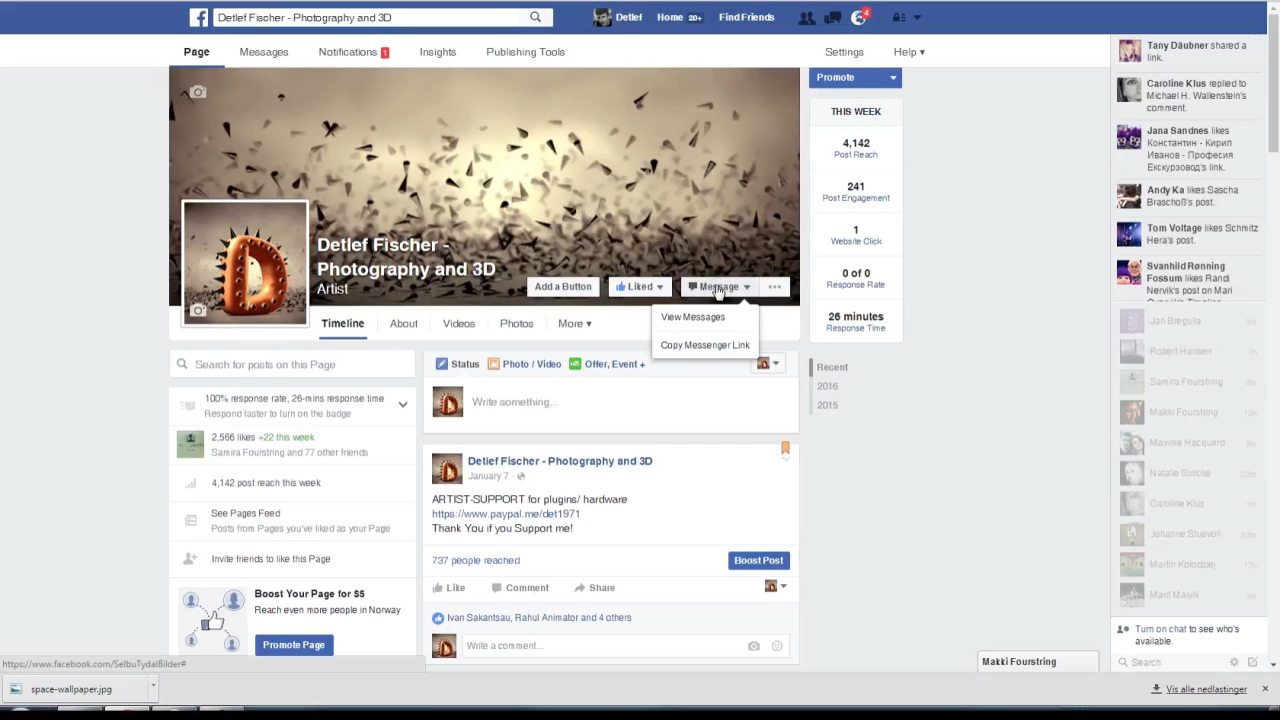 Detlef Fischer - Photography and 3D
Detlef
Home 20+
Find Friends
4
Page
Messages
Notifications 1
Insights
Publishing Tools
Settings
Help
Detlef Fischer -
Photography and 3D
Artist
Add a Button
Liked
Message
View Messages
Copy Messenger Link
Timeline
About
Videos
Photos
More
Promote
THIS WEEK
4,142
Post Reach
241
Post Engagement
1
Website Click
0 of 0
Response Rate
26 minutes
Response Time
Recent
2016
2015
Search for posts on this Page
100% response rate, 26-mins response time
Respond faster to turn on the badge
2,566 likes +22 this week
Samira Fourstring and 77 other friends
4,142 post reach this week
See Pages Feed
Posts from Pages you've liked as your Page
Invite friends to like this Page
Boost Your Page for $5
Reach even more people in Norway
Promote Page
Status
Photo / Video
Offer, Event +
Write something...
Detlef Fischer - Photography and 3D
January 7 ·
ARTIST-SUPPORT for plugins/ hardware
https://www.paypal.me/det1971
Thank You if you Support me!
737 people reached
Boost Post
Like
Comment
Share
Ivan Sakantsau, Rahul Animator and 4 others
Write a comment...
Tany Däubner shared a
link.
Caroline Klus replied to
Michael H. Wallenstein's
comment.
Jana Sandnes likes
Константин - Кирил
Иванов - Професия
Екскурзовод's link.
Andy Ka likes Sascha
Braschoß's post.
Tom Voltage likes Schmitz
Hera's post.
Svanhild Rønning
Fossum likes Randi
Nervik's post on Mari
Jan Bregulla
Robert Hansen
Samira Fourstring
Makki Fourstring
Maxime Hacquard
Natalie Sulicke
Caroline Klus
Johanne Stuevoll
Martin Kolodziej
Marit Malvik
Turn on chat to see who's
available.
Search
Makki Fourstring
https://www.facebook.com/SelbuTydalBilder#
space-wallpaper.jpg
Vis alle nedlastinger